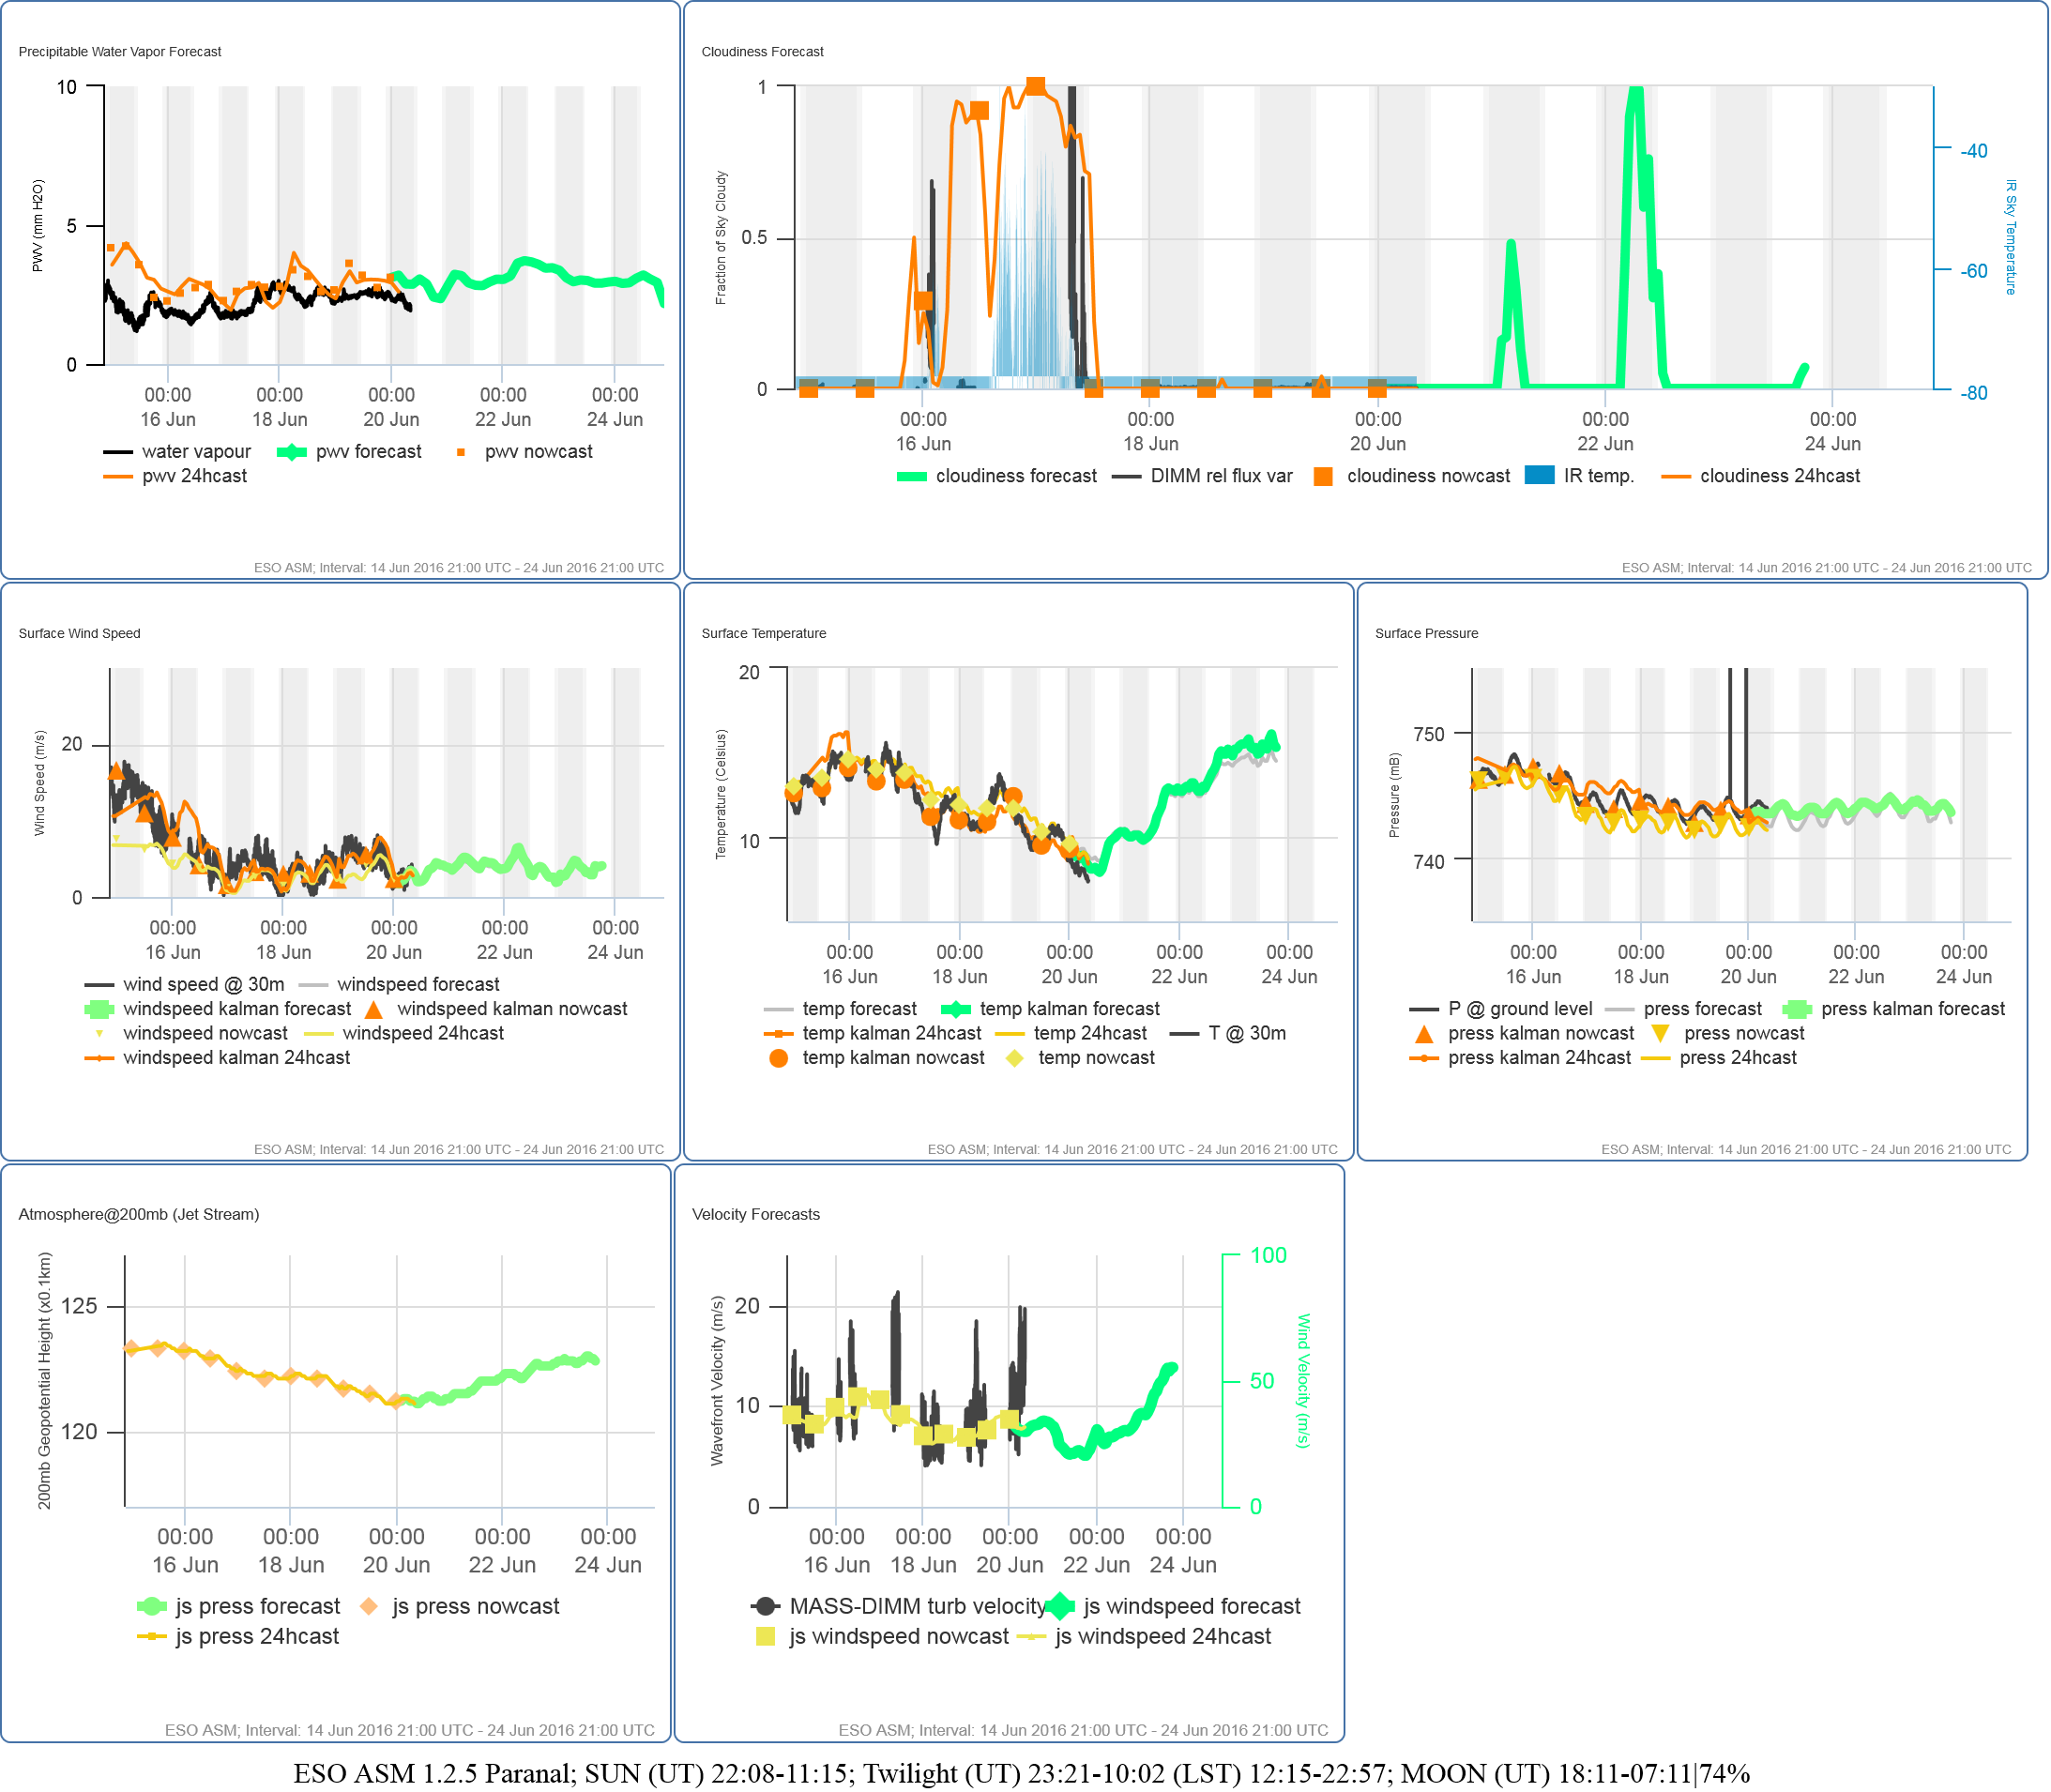 Precipitable Water Vapor Forecast
PWV (mm H2O)
10
5
0
00:00 00:00 00:00 00:00 00:00
16 Jun 18 Jun 20 Jun 22 Jun 24 Jun
water vapour pwv forecast pwv nowcast
pwv 24hcast
ESO ASM; Interval: 14 Jun 2016 21:00 UTC - 24 Jun 2016 21:00 UTC
Cloudiness Forecast
Fraction of Sky Cloudy
1
0.5
0
-40
-60
-80
IR Sky Temperature
00:00 00:00 00:00 00:00 00:00
16 Jun 18 Jun 20 Jun 22 Jun 24 Jun
cloudiness forecast DIMM rel flux var cloudiness nowcast IR temp. cloudiness 24hcast
ESO ASM; Interval: 14 Jun 2016 21:00 UTC - 24 Jun 2016 21:00 UTC
Surface Wind Speed
Wind Speed (m/s)
20
0
00:00 00:00 00:00 00:00 00:00
16 Jun 18 Jun 20 Jun 22 Jun 24 Jun
wind speed @ 30m windspeed forecast
windspeed kalman forecast windspeed kalman nowcast
windspeed nowcast windspeed 24hcast
windspeed kalman 24hcast
ESO ASM; Interval: 14 Jun 2016 21:00 UTC - 24 Jun 2016 21:00 UTC
Surface Temperature
Temperature (Celsius)
20
10
00:00 00:00 00:00 00:00 00:00
16 Jun 18 Jun 20 Jun 22 Jun 24 Jun
temp forecast temp kalman forecast
temp kalman 24hcast temp 24hcast T @ 30m
temp kalman nowcast temp nowcast
ESO ASM; Interval: 14 Jun 2016 21:00 UTC - 24 Jun 2016 21:00 UTC
Surface Pressure
Pressure (mB)
750
740
00:00 00:00 00:00 00:00 00:00
16 Jun 18 Jun 20 Jun 22 Jun 24 Jun
P @ ground level press forecast press kalman forecast
press kalman nowcast press nowcast
press kalman 24hcast press 24hcast
ESO ASM; Interval: 14 Jun 2016 21:00 UTC - 24 Jun 2016 21:00 UTC
Atmosphere@200mb (Jet Stream)
200mb Geopotential Height (x0.1km)
125
120
00:00 00:00 00:00 00:00 00:00
16 Jun 18 Jun 20 Jun 22 Jun 24 Jun
js press forecast js press nowcast
js press 24hcast
ESO ASM; Interval: 14 Jun 2016 21:00 UTC - 24 Jun 2016 21:00 UTC
Velocity Forecasts
Wavefront Velocity (m/s)
20
10
0
100
50
0
Wind Velocity (m/s)
00:00 00:00 00:00 00:00 00:00
16 Jun 18 Jun 20 Jun 22 Jun 24 Jun
MASS-DIMM turb velocity js windspeed forecast
js windspeed nowcast js windspeed 24hcast
ESO ASM; Interval: 14 Jun 2016 21:00 UTC - 24 Jun 2016 21:00 UTC
ESO ASM 1.2.5 Paranal; SUN (UT) 22:08-11:15; Twilight (UT) 23:21-10:02 (LST) 12:15-22:57; MOON (UT) 18:11-07:11|74%